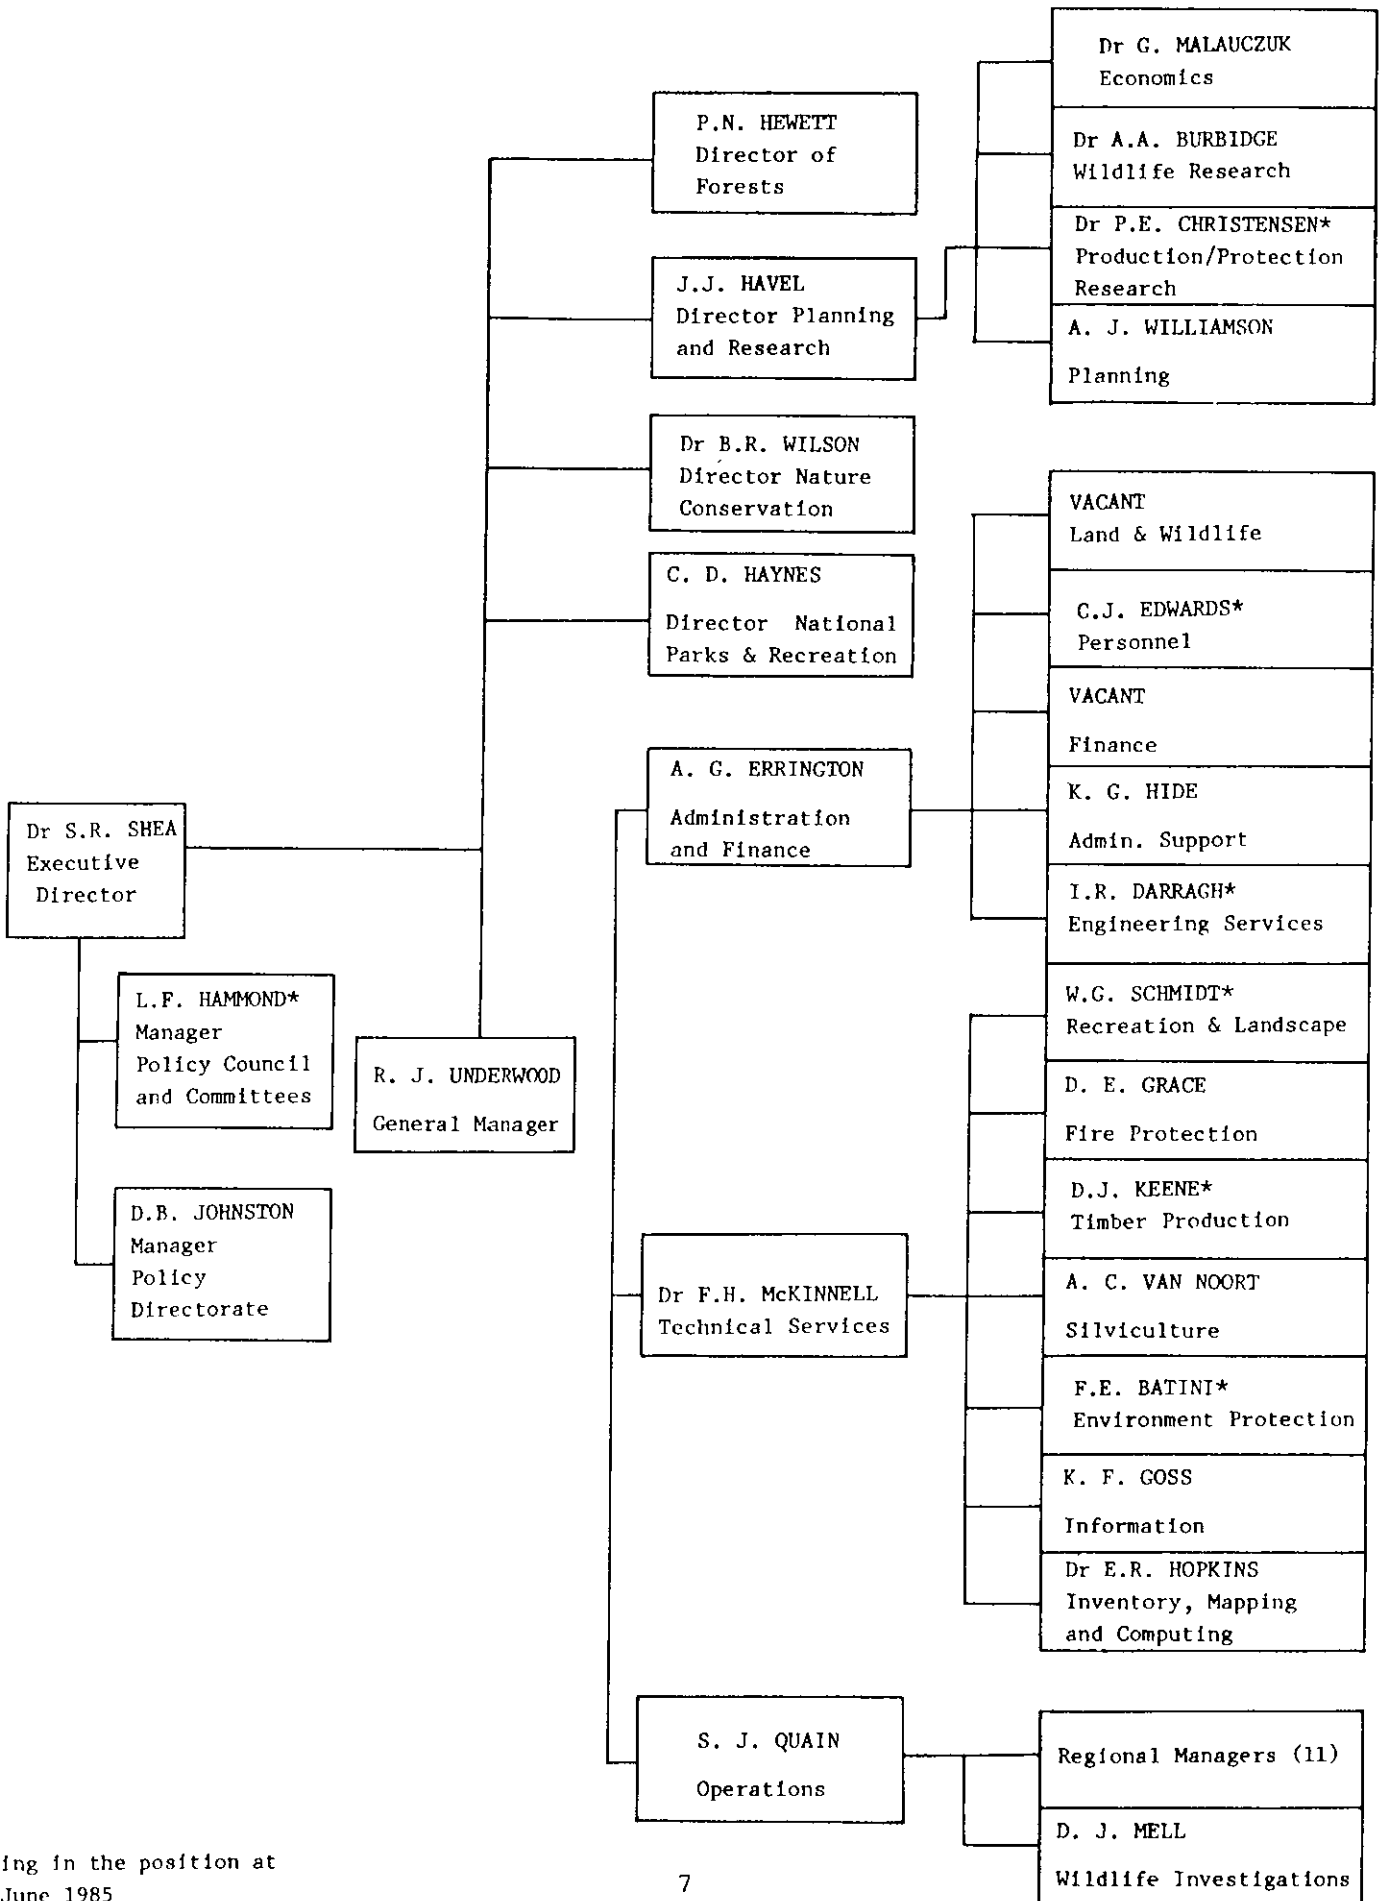 Dr G. MALAUCZUK
Economics
Dr A.A. BURBIDGE
Wildlife Research
Dr P.E. CHRISTENSEN*
Production/Protection
Research
A. J. WILLIAMSON
Planning
P.N. HEWETT
Director of
Forests
J.J. HAVEL
Director Planning
and Research
Dr B.R. WILSON
Director Nature
Conservation
C. D. HAYNES
Director National
Parks & Recreation
VACANT
Land & Wildlife
C.J. EDWARDS*
Personnel
VACANT
Finance
K. G. HIDE
Admin. Support
I.R. DARRAGH*
Engineering Services
A. G. ERRINGTON
Administration
and Finance
Dr S.R. SHEA
Executive
Director
L.F. HAMMOND*
Manager
Policy Council
and Committees
R. J. UNDERWOOD
General Manager
D.B. JOHNSTON
Manager
Policy
Directorate
W.G. SCHMIDT*
Recreation & Landscape
D. E. GRACE
Fire Protection
D.J. KEENE*
Timber Production
A. C. VAN NOORT
Silviculture
F.E. BATINI*
Environment Protection
K. F. GOSS
Information
Dr E.R. HOPKINS
Inventory, Mapping
and Computing
Dr F.H. McKINNELL
Technical Services
S. J. QUAIN
Operations
Regional Managers (11)
D. J. MELL
Wildlife Investigations
ing in the position at
June 1985
7